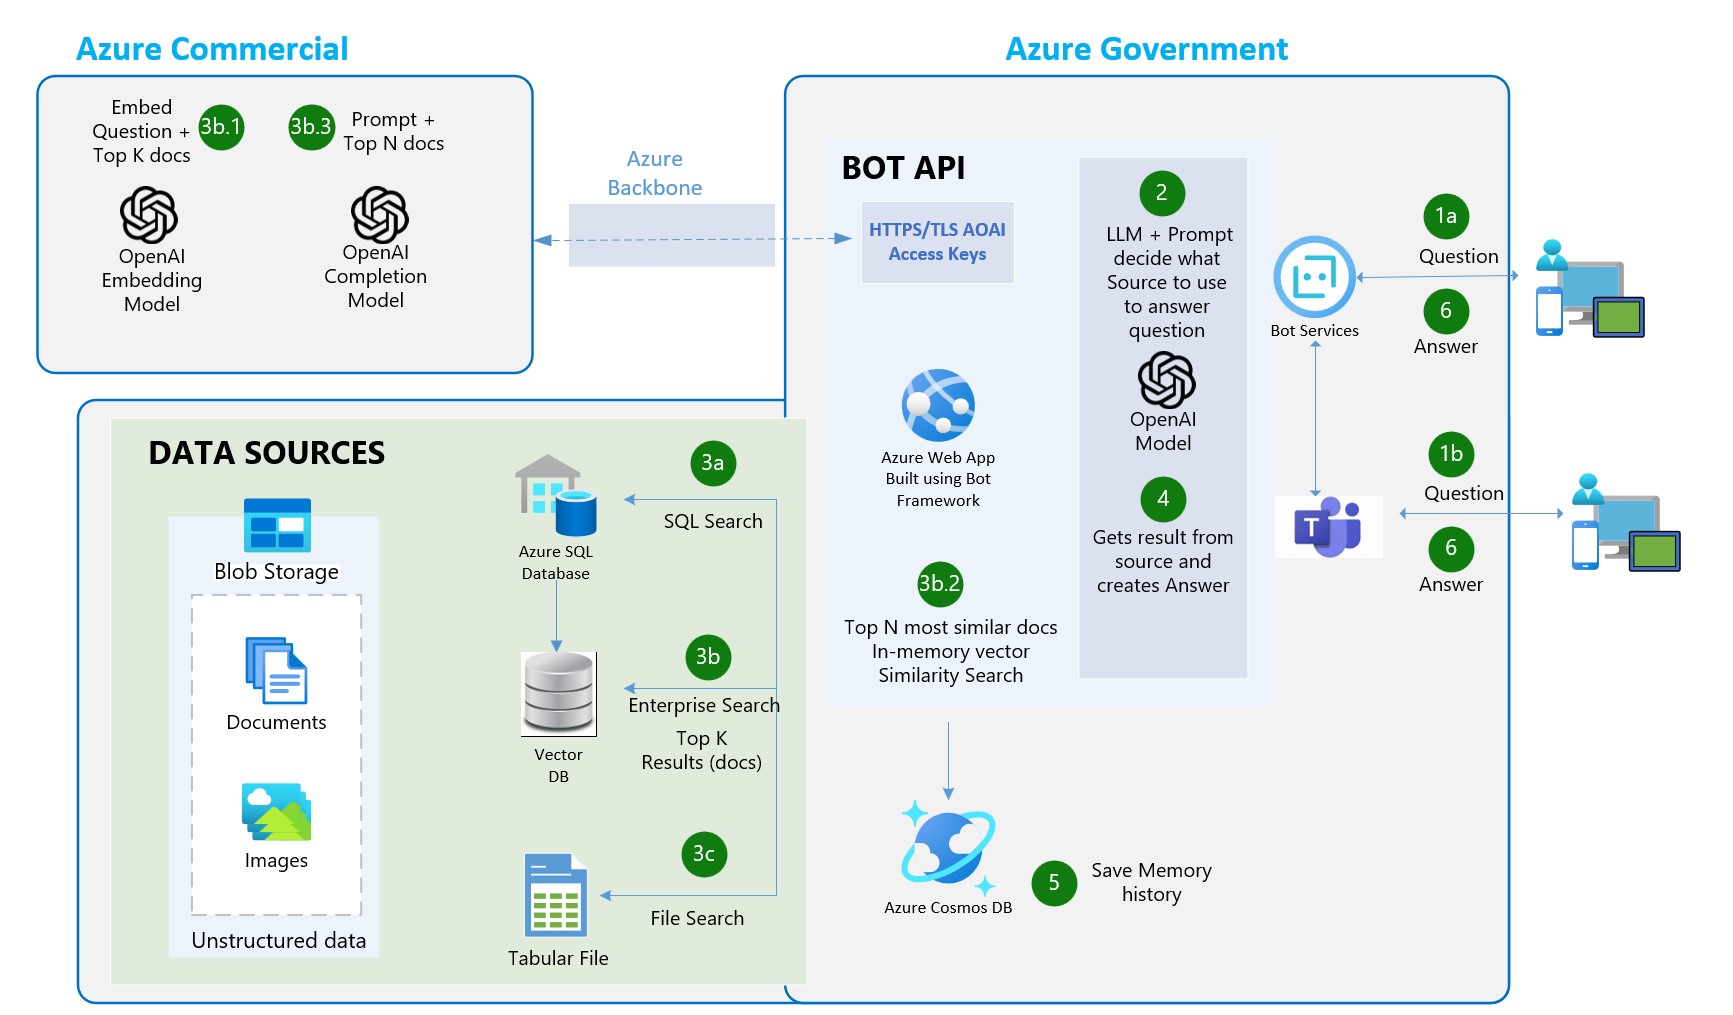 Azure Commercial
Azure Government
Embed
Question +
Top K docs
3b.1
3b.3
Prompt +
Top N docs
OpenAI
Embedding
Model
OpenAI
Completion
Model
Azure
Backbone
BOT API
HTTPS/TLS AOAI
Access Keys
2
LLM + Prompt
decide what
Source to use
to answer
question
OpenAI
Model
4
Gets result from
source and
creates Answer
Azure Web App
Built using Bot
Framework
3b.2
Top N most similar docs
In-memory vector
Similarity Search
Bot Services
1a
Question
6
Answer
T
1b
Question
6
Answer
DATA SOURCES
Blob Storage
Documents
Images
Unstructured data
Azure SQL
Database
3a
SQL Search
Vector
DB
3b
Enterprise Search
Top K
Results (docs)
3c
File Search
Tabular File
Azure Cosmos DB
5
Save Memory
history